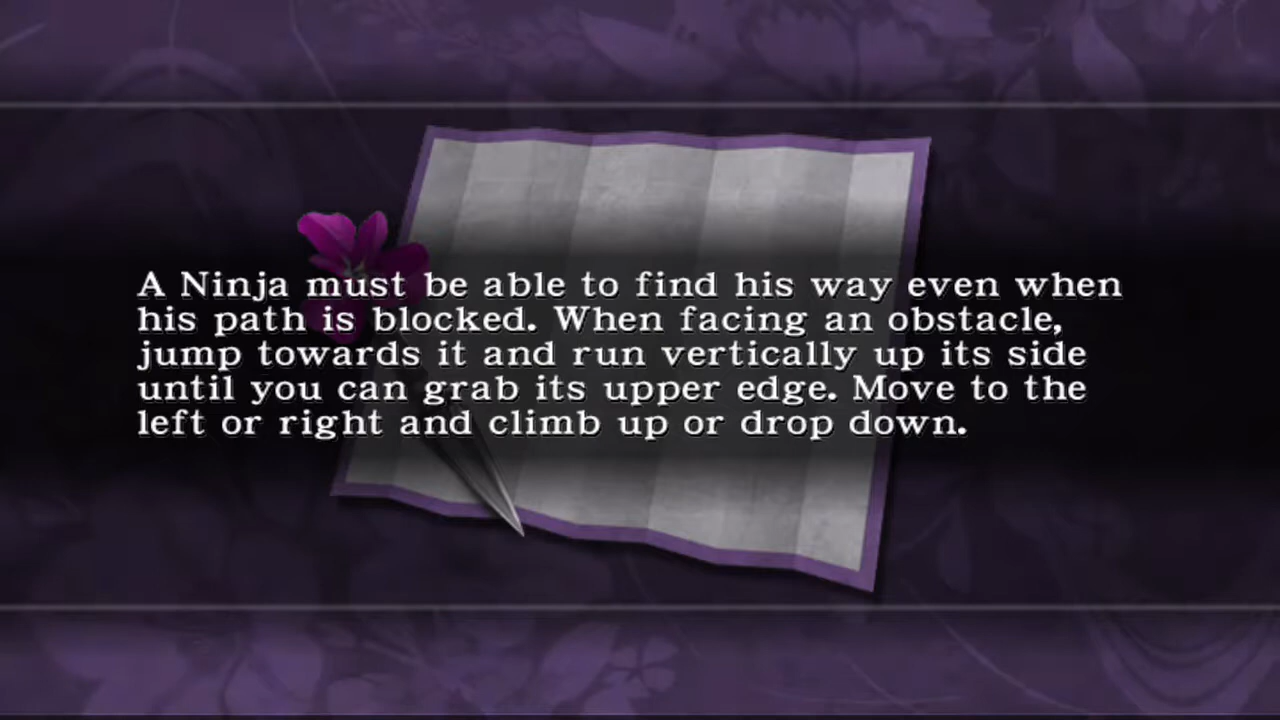 A Ninja must be able to find his way even when
his path is blocked. When facing an obstacle,
jump towards it and run vertically up its side
until you can grab its upper edge. Move to the
left or right and climb up or drop down.